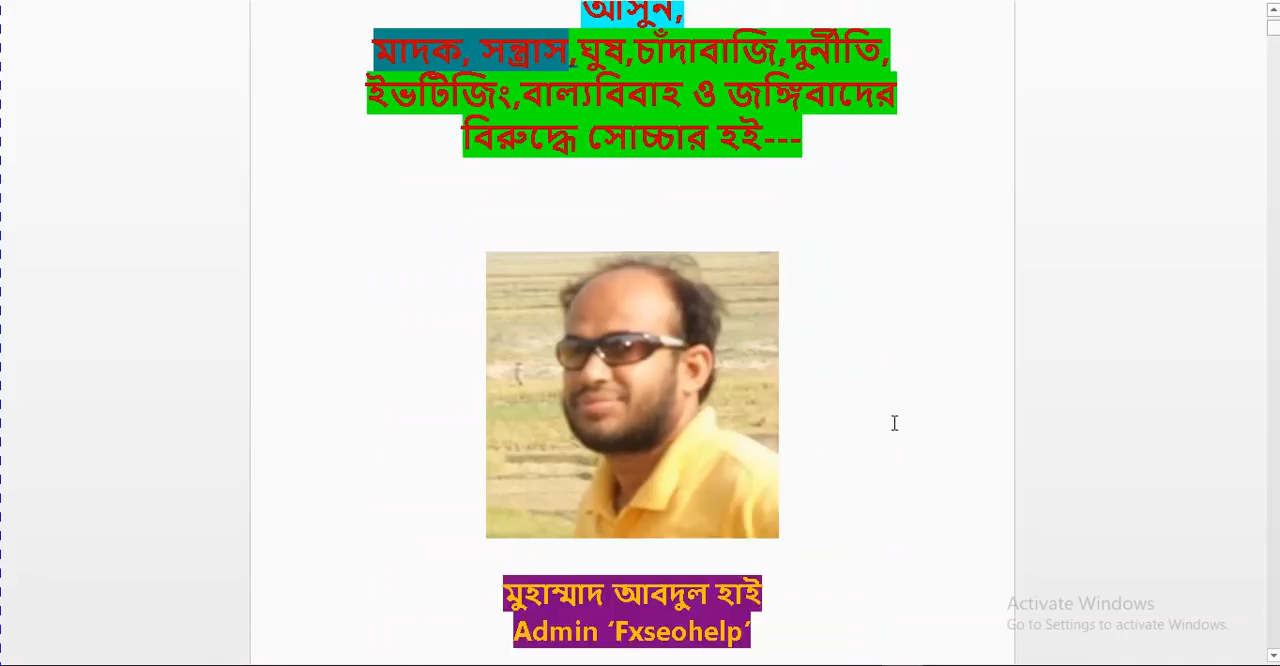 আসুন,
মাদক, সন্ত্রাস,ঘুষ,চাঁদাবাজি,দুর্নীতি,
ইভটিজিং,বাল্যবিবাহ ও জঙ্গিবাদের
বিরুদ্ধে সোচ্চার হই---
মুহাম্মাদ আবদুল হাই
Admin ‘Fxseohelp’
Activate Windows
Go to Settings to activate Windows.